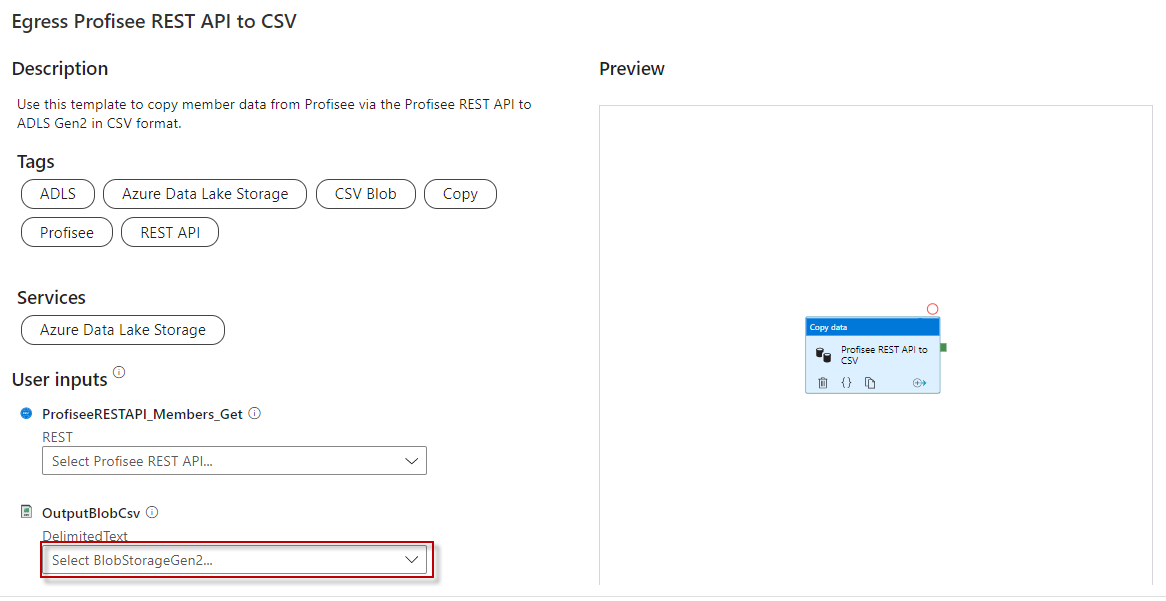 Egress Profisee REST API to CSV
Description
Use this template to copy member data from Profisee via the Profisee REST API to
ADLS Gen2 in CSV format.
Tags
ADLS
Azure Data Lake Storage
CSV Blob
Copy
Profisee
REST API
Services
Azure Data Lake Storage
User inputs
ProfiseeRESTAPI_Members_Get
REST
Select Profisee REST API...
OutputBlobCsv
DelimitedText
Select BlobStorageGen2...
Preview
Copy data
Profisee REST API to
CSV